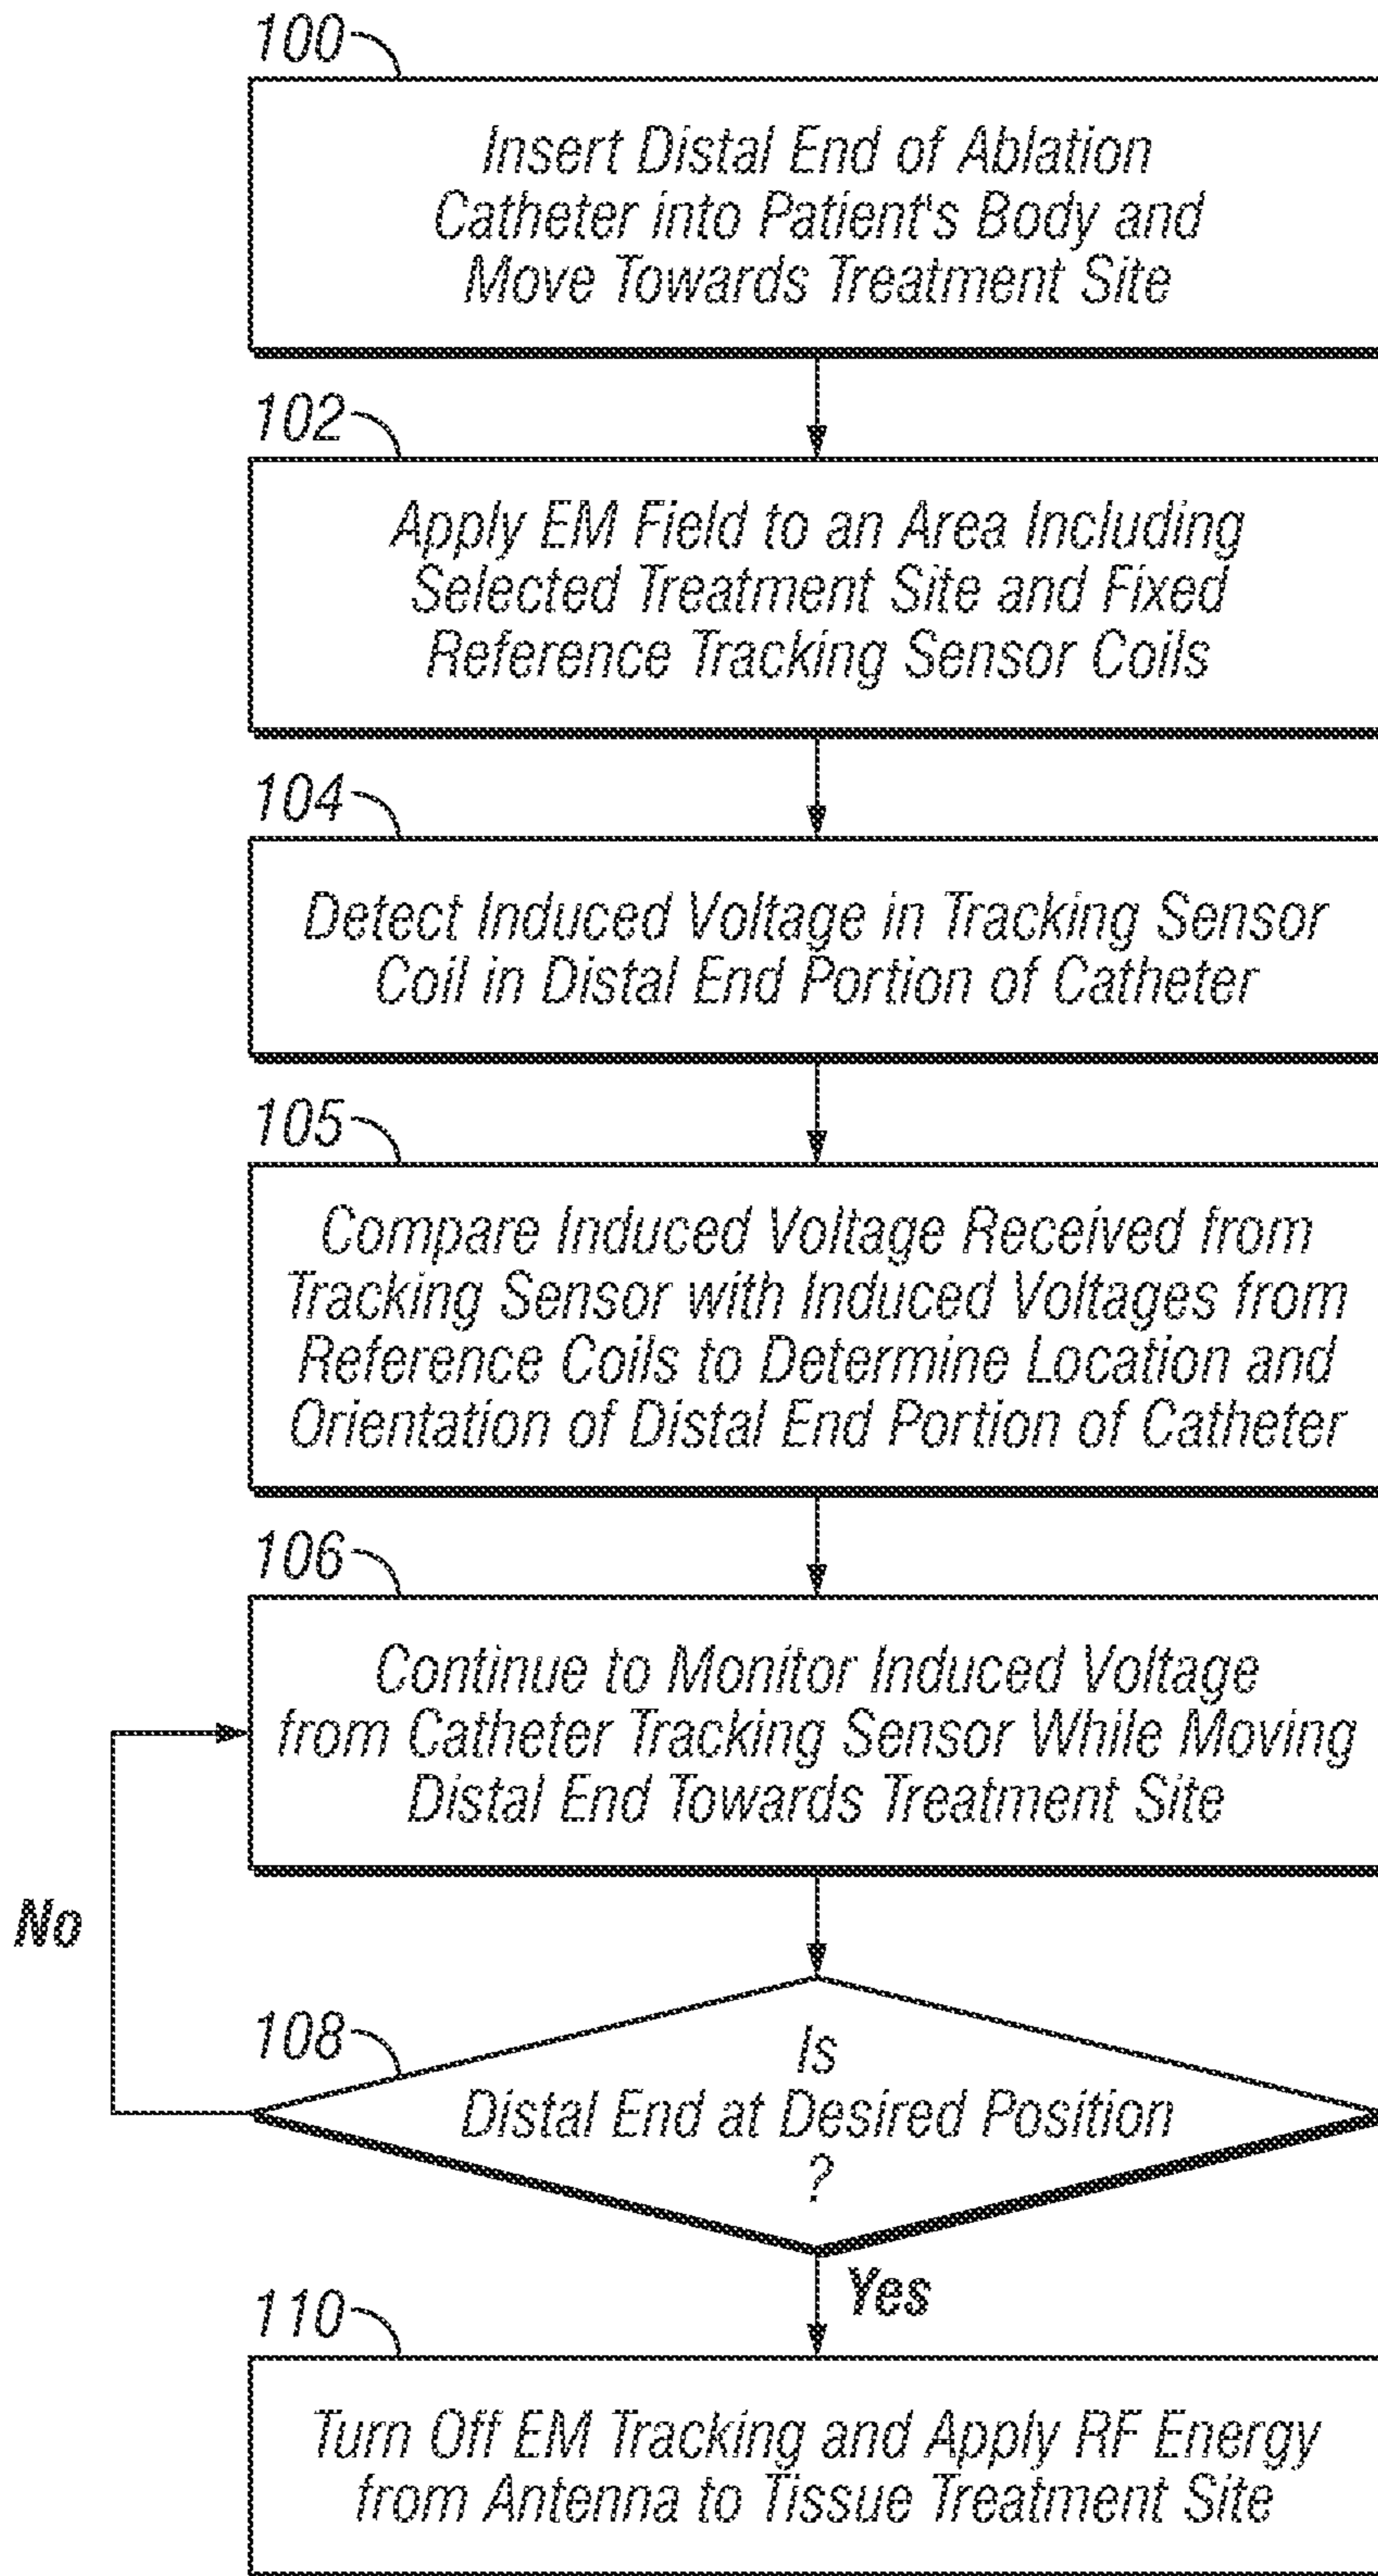 100
Insert Distal End of Ablation
Catheter into Patient's Body and
Move Towards Treatment Site
102
Apply EM Field to an Area Including
Selected Treatment Site and Fixed
Reference Tracking Sensor Coils
104
Detect Induced Voltage in Tracking Sensor
Coil in Distal End Portion of Catheter
105
Compare Induced Voltage Received from
Tracking Sensor with Induced Voltages from
Reference Coils to Determine Location and
Orientation of Distal End Portion of Catheter
106
Continue to Monitor Induced Voltage
from Catheter Tracking Sensor While Moving
Distal End Towards Treatment Site
No
108
Is
Distal End at Desired Position
?
Yes
110
Turn Off EM Tracking and Apply RF Energy
from Antenna to Tissue Treatment Site